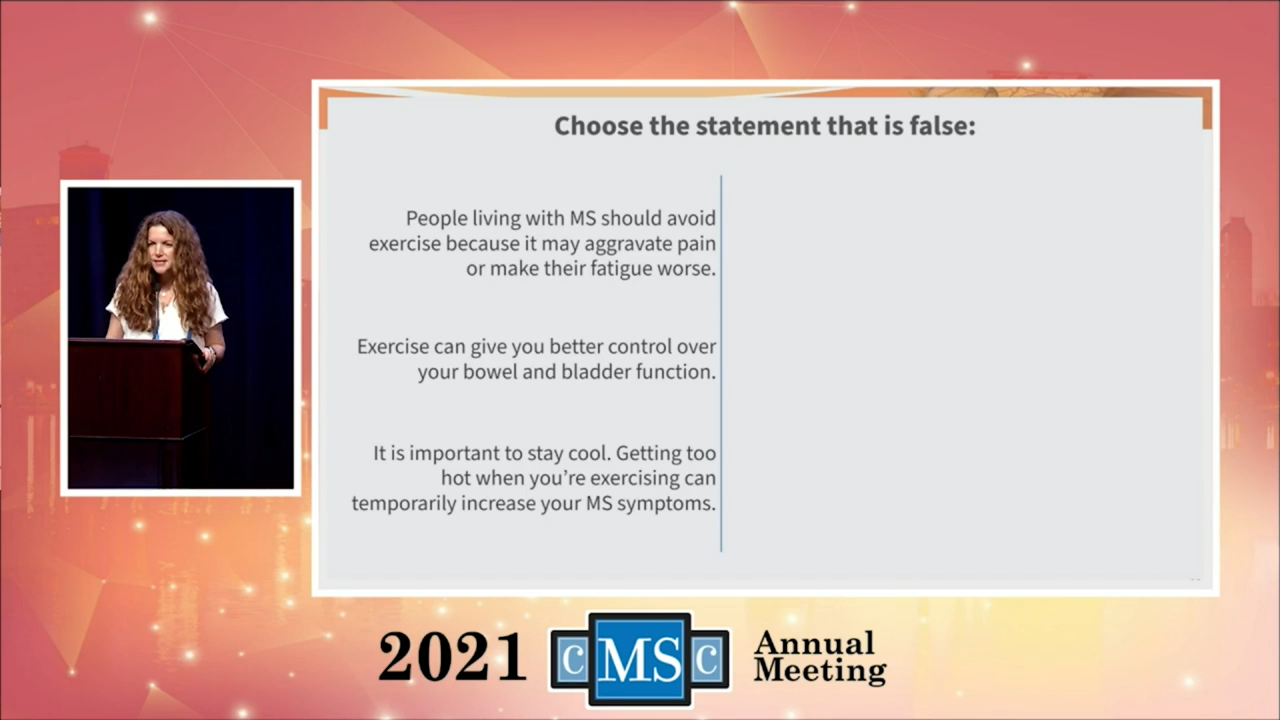 Choose the statement that is false:
People living with MS should avoid
exercise because it may aggravate pain
or make their fatigue worse.
Exercise can give you better control over
your bowel and bladder function.
It is important to stay cool. Getting too
hot when you’re exercising can
temporarily increase your MS symptoms.
2021
CMSC
Annual
Meeting